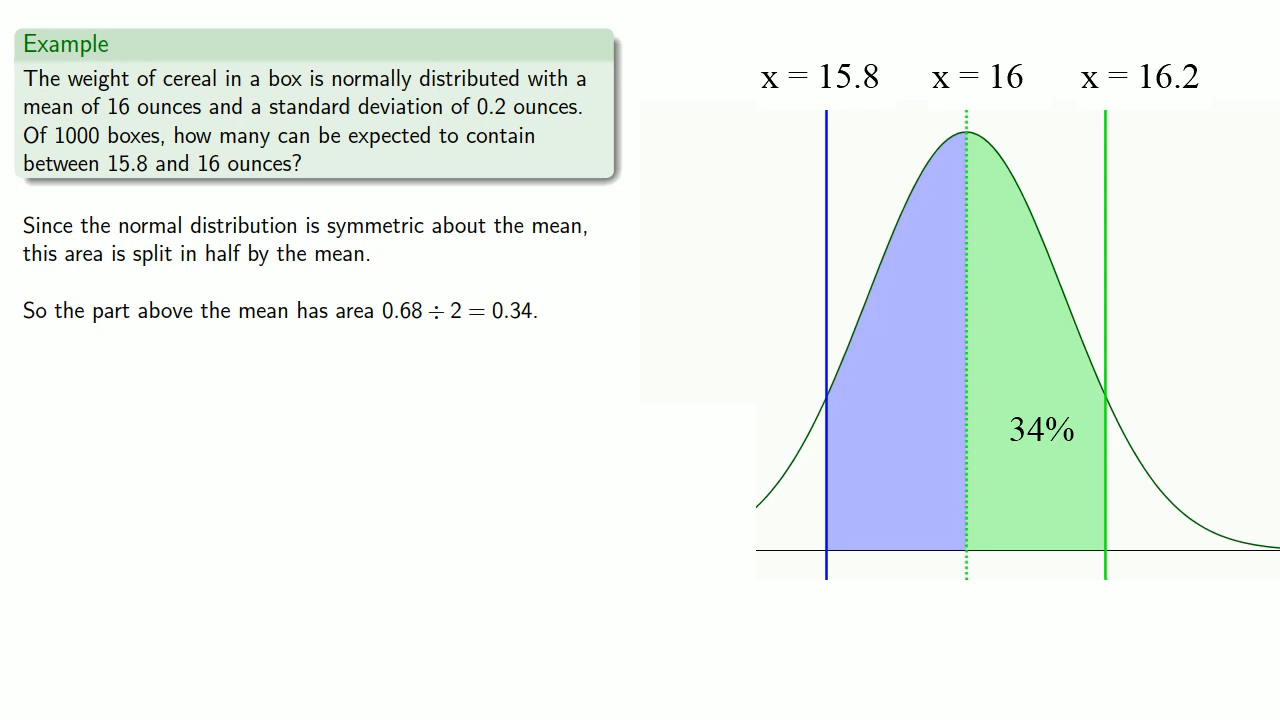 Example
The weight of cereal in a box is normally distributed with a
mean of 16 ounces and a standard deviation of 0.2 ounces.
Of 1000 boxes, how many can be expected to contain
between 15.8 and 16 ounces?
Since the normal distribution is symmetric about the mean,
this area is split in half by the mean.
So the part above the mean has area 0.68 ÷ 2 = 0.34.
x = 15.8 x = 16 x = 16.2
34%